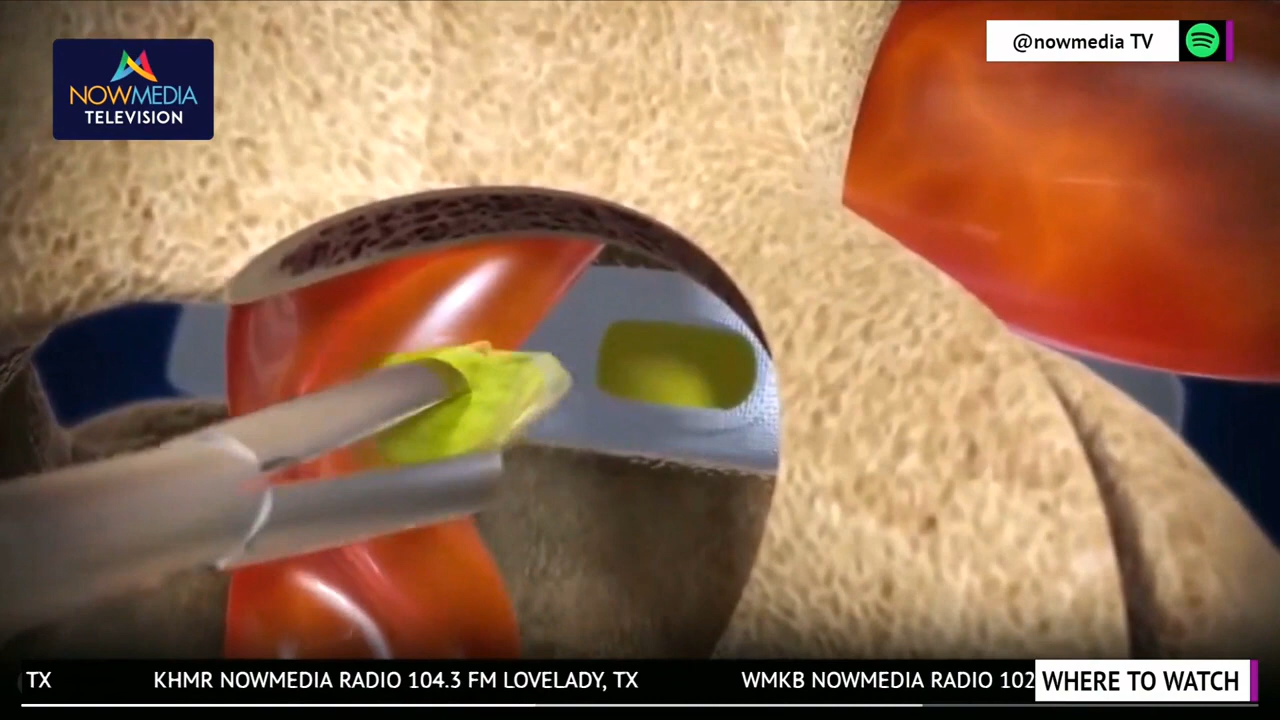 NOWMEDIA
TELEVISION
@nowmedia TV
TX
KHMR NOWMEDIA RADIO 104.3 FM LOVELADY, TX
WMKB NOWMEDIA RADIO 102
WHERE TO WATCH